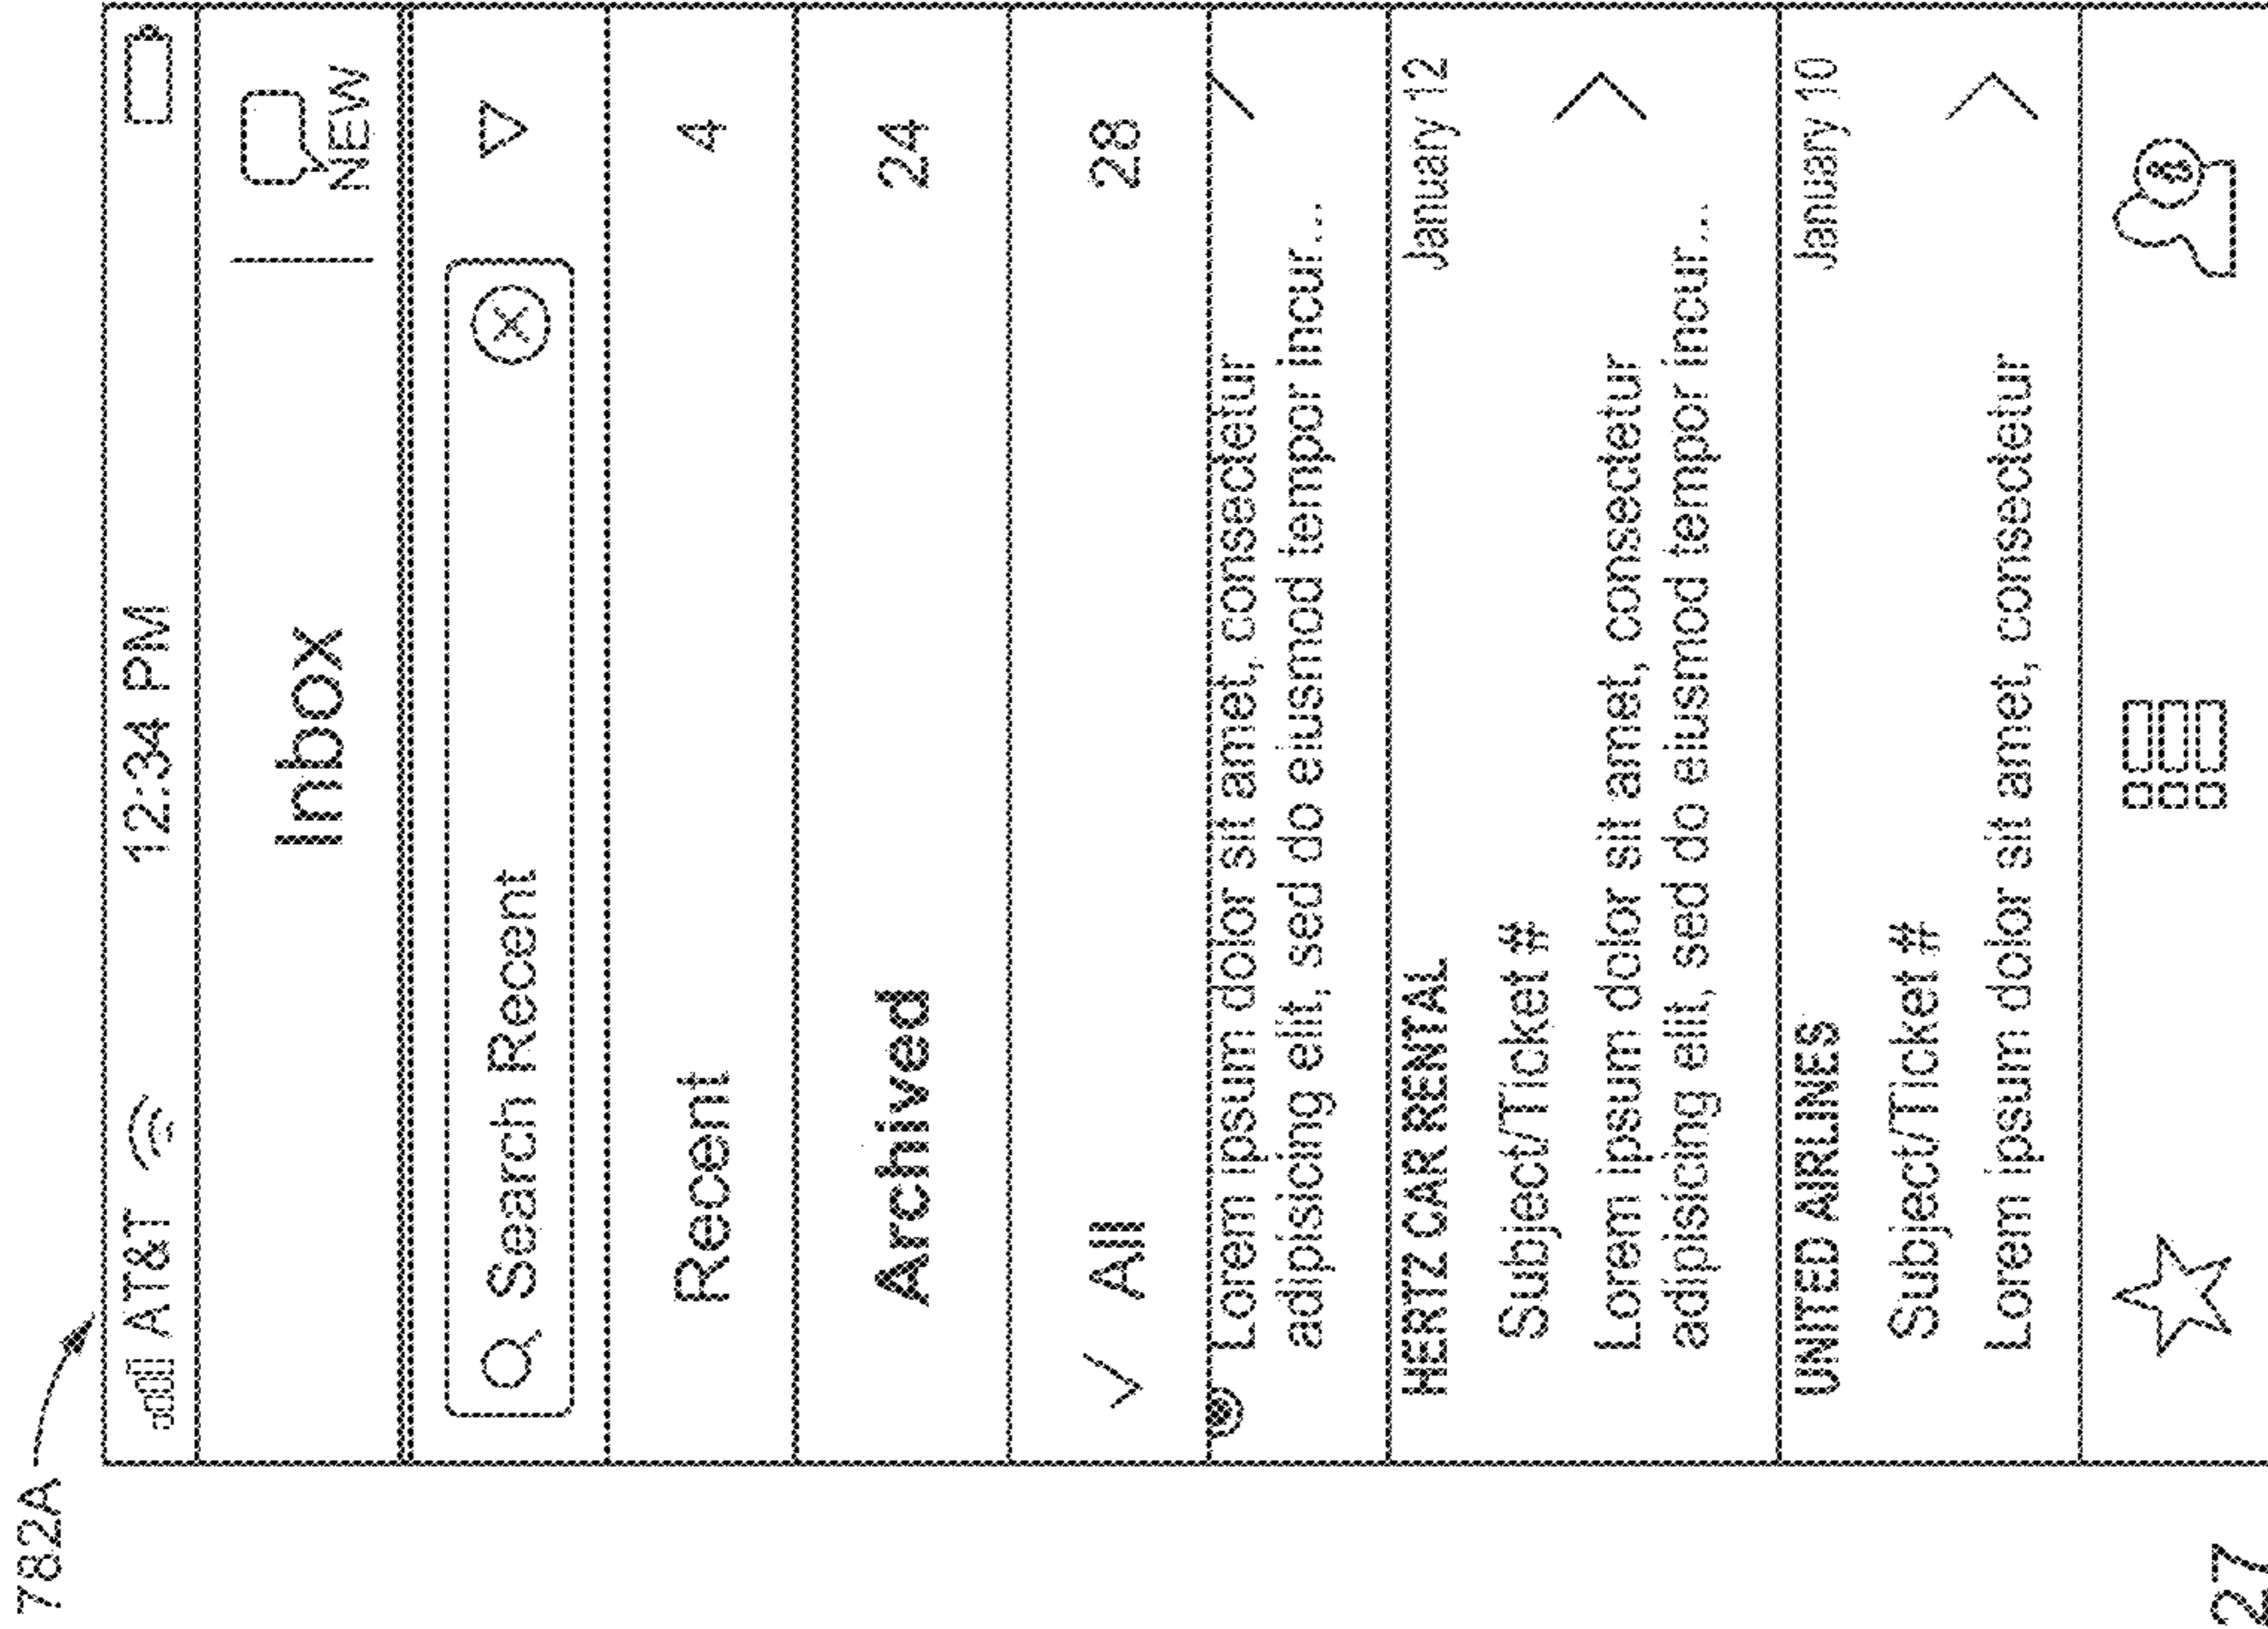 782A
AT&T 12:34 PM
Inbox
NEW
Search Recent
Recent 4
Archived 24
All 28
Lorem ipsum dolor sit amet, consectetur
adipisicing elit, sed do eiusmod tempor incur...
HERTZ CAR RENTAL January 12
Subject/Ticket #
Lorem ipsum dolor sit amet, consectetur
adipisicing elit, sed do eiusmod tempor incur...
UNITED AIRLINES January 10
Subject/Ticket #
Lorem ipsum dolor sit amet, consectetur
27